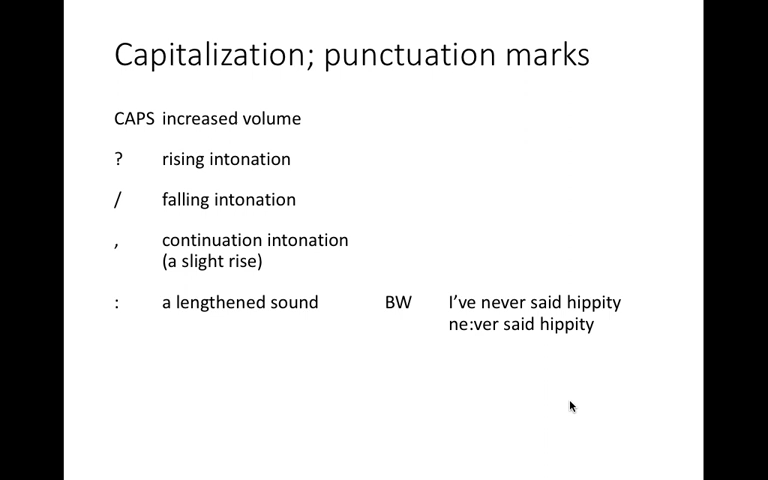 Capitalization; punctuation marks
CAPS increased volume
? rising intonation
/ falling intonation
, continuation intonation
(a slight rise)
: a lengthened sound BW I’ve never said hippity
ne:ver said hippity